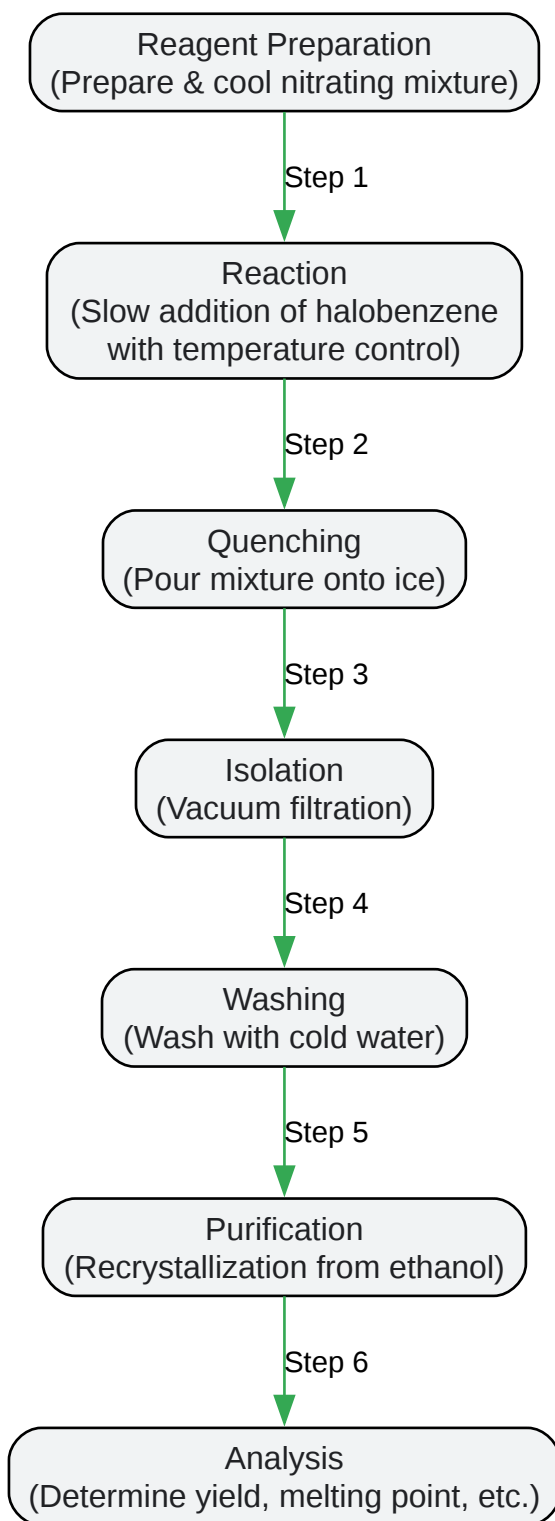 Reagent Preparation
(Prepare & cool nitrating mixture)
Step 1
Reaction
(Slow addition of halobenzene
with temperature control)
Step 2
Quenching
(Pour mixture onto ice)
Step 3
Isolation
(Vacuum filtration)
Step 4
Washing
(Wash with cold water)
Step 5
Purification
(Recrystallization from ethanol)
Step 6
Analysis
(Determine yield, melting point, etc.)